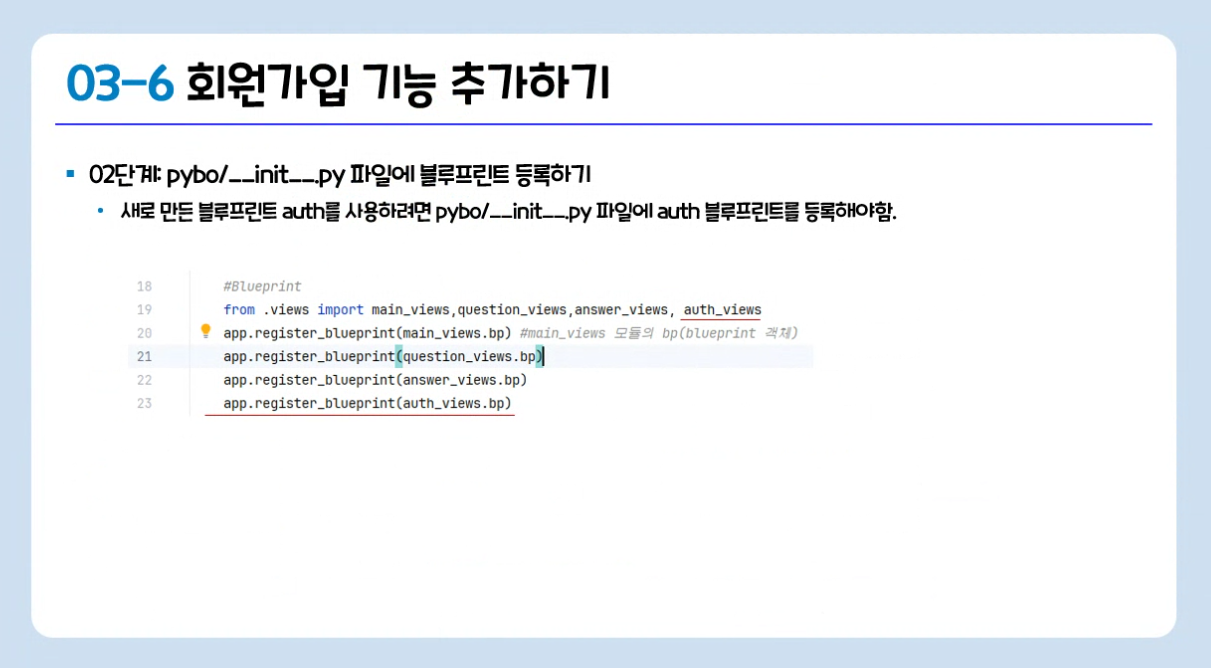 03-6 회원가입 기능 추가하기
02단계: pybo/__init__.py 파일에 블루프린트 등록하기
새로 만든 블루프린트 auth를 사용하려면 pybo/__init__.py 파일에 auth 블루프린트를 등록해야함.
18 #Blueprint
19 from .views import main_views,question_views,answer_views, auth_views
20 app.register_blueprint(main_views.bp) #main_views 모듈의 bp(blueprint 객체)
21 app.register_blueprint(question_views.bp)
22 app.register_blueprint(answer_views.bp)
23 app.register_blueprint(auth_views.bp)